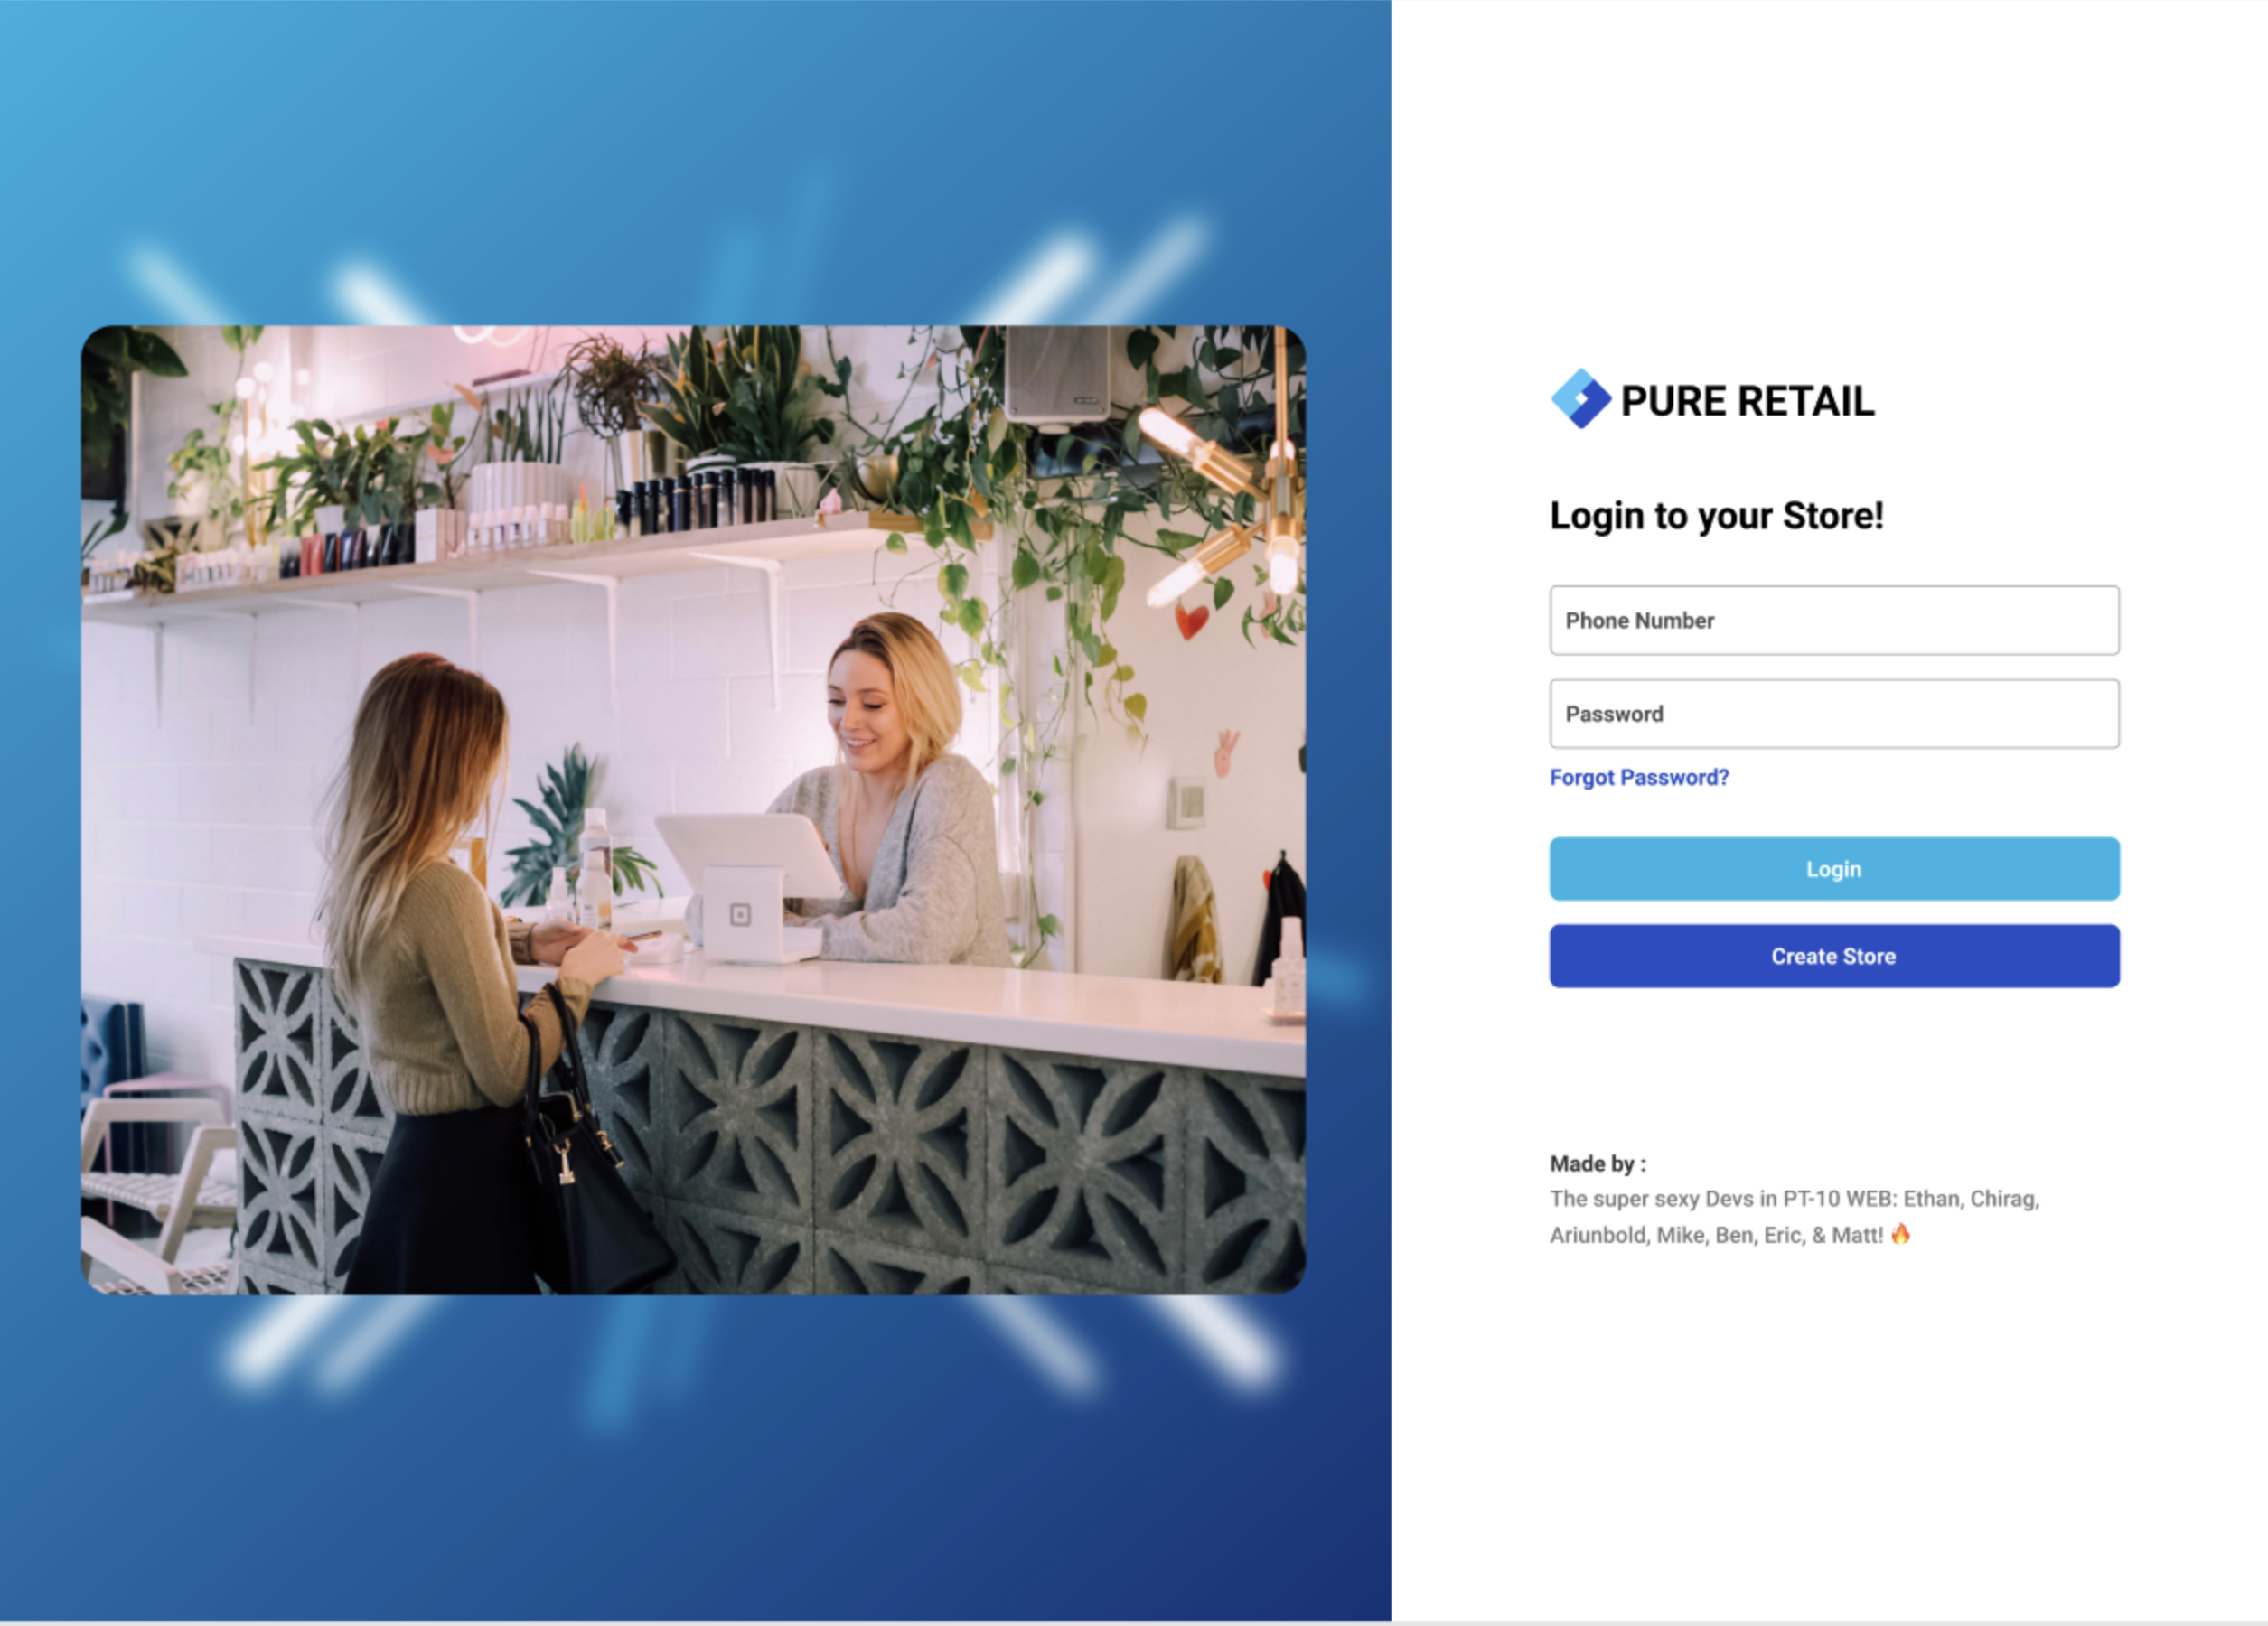 PURE RETAIL
Login to your Store!
Phone Number
Password
Forgot Password?
Login
Create Store
Made by :
The super sexy Devs in PT-10 WEB: Ethan, Chirag,
Ariunbold, Mike, Ben, Eric, & Matt! 🔥